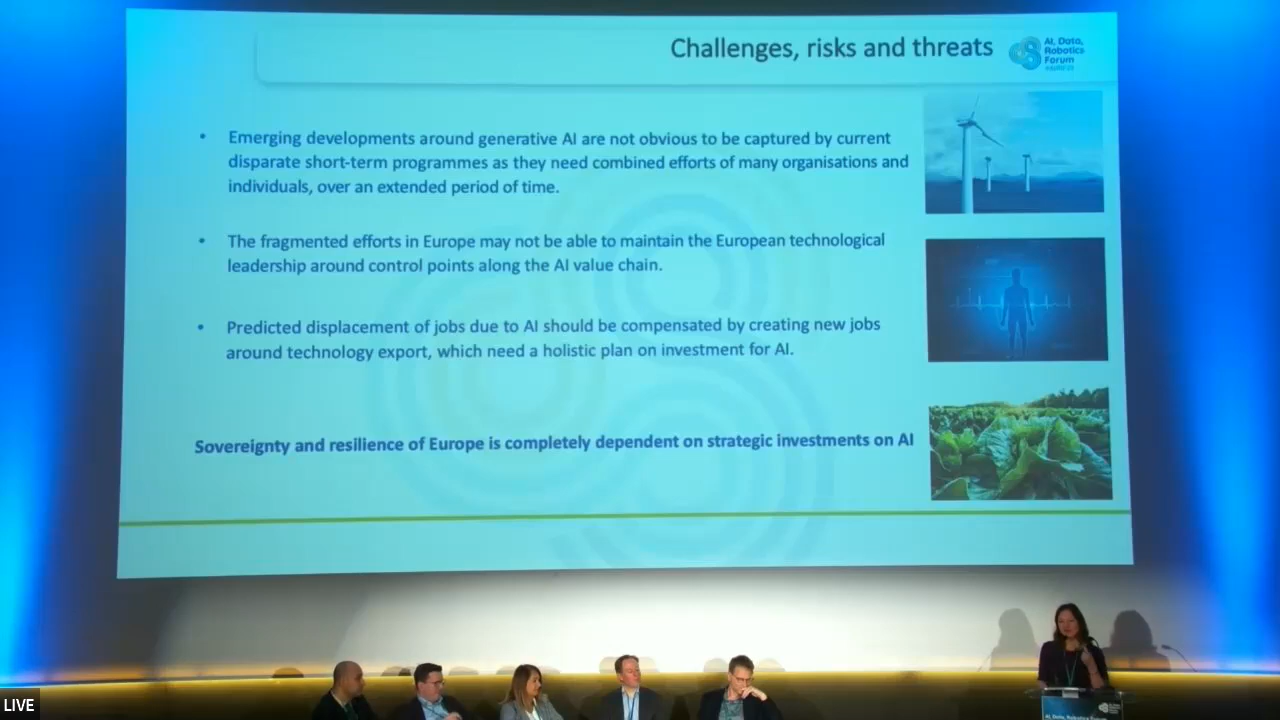 Challenges, risks and threats
AI, Data,
Robotics
Forum
• Emerging developments around generative AI are not obvious to be captured by current
disparate short-term programmes as they need combined efforts of many organisations and
individuals, over an extended period of time.
• The fragmented efforts in Europe may not be able to maintain the European technological
leadership around control points along the AI value chain.
• Predicted displacement of jobs due to AI should be compensated by creating new jobs
around technology export, which need a holistic plan on investment for AI.
Sovereignty and resilience of Europe is completely dependent on strategic investments on AI
LIVE
AI, Data, Robotics